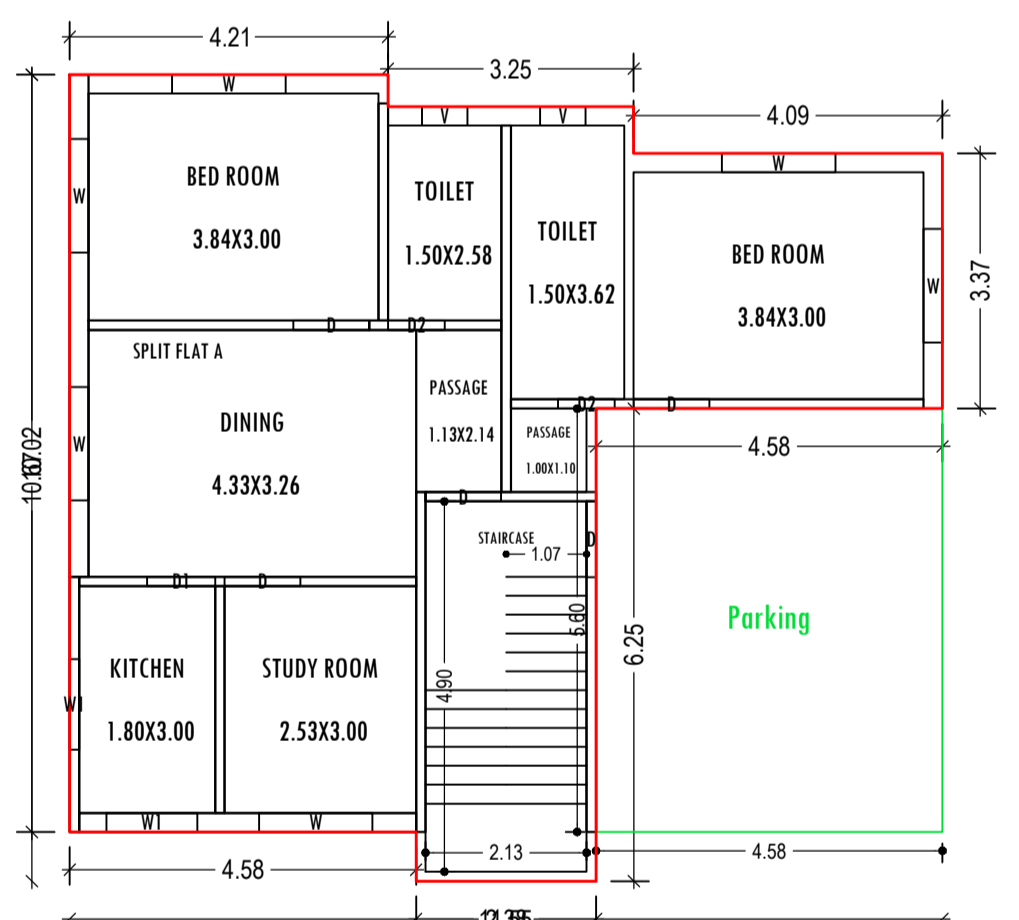 4.21
3.25
4.09
W
V
V
W
BED ROOM
3.84X3.00
W
TOILET
1.50X2.58
TOILET
1.50X3.62
BED ROOM
3.84X3.00
W
3.37
D
D2
SPLIT FLAT A
PASSAGE
1.13X2.14
D2
D
PASSAGE
1.00X1.10
DINING
4.33X3.26
W
4.58
D
STAIRCASE
D
1.07
D1
D
5.60
6.25
Parking
KITCHEN
1.80X3.00
STUDY ROOM
2.53X3.00
4.90
W1
W1
W
2.13
4.58
4.58